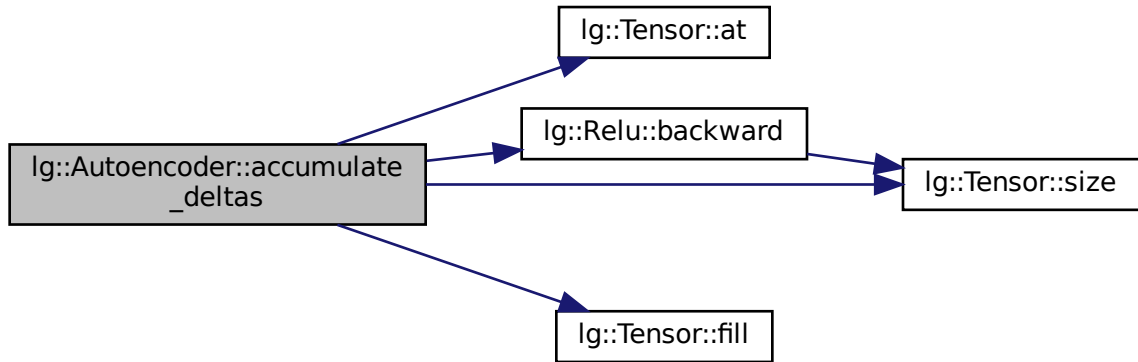 lg::Tensor::at
lg::Relu::backward
lg::Autoencoder::accumulate
_deltas
lg::Tensor::size
lg::Tensor::fill